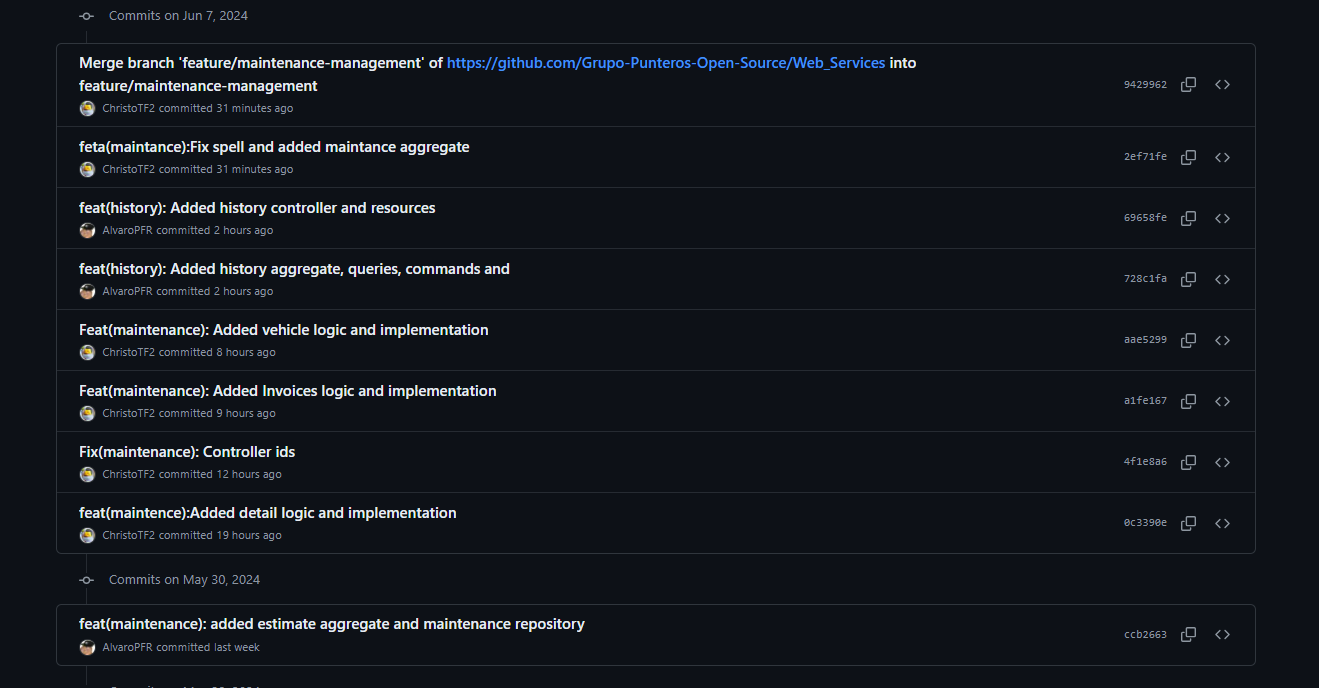 Commits on Jun 7, 2024
Merge branch 'feature/maintenance-management' of https://github.com/Grupo-Punteros-Open-Source/Web_Services into
feature/maintenance-management
ChristoTF2 committed 31 minutes ago
9429962
feta(maintance):Fix spell and added maintance aggregate
ChristoTF2 committed 31 minutes ago
2ef71fe
feat(history): Added history controller and resources
AlvaroPFR committed 2 hours ago
69658fe
feat(history): Added history aggregate, queries, commands and
AlvaroPFR committed 2 hours ago
728c1fa
Feat(maintenance): Added vehicle logic and implementation
ChristoTF2 committed 8 hours ago
aae5299
Feat(maintenance): Added Invoices logic and implementation
ChristoTF2 committed 9 hours ago
a1fe167
Fix(maintenance): Controller ids
ChristoTF2 committed 12 hours ago
4f1e8a6
feat(maintence):Added detail logic and implementation
ChristoTF2 committed 19 hours ago
0c3390e
Commits on May 30, 2024
feat(maintenance): added estimate aggregate and maintenance repository
AlvaroPFR committed last week
ccb2663